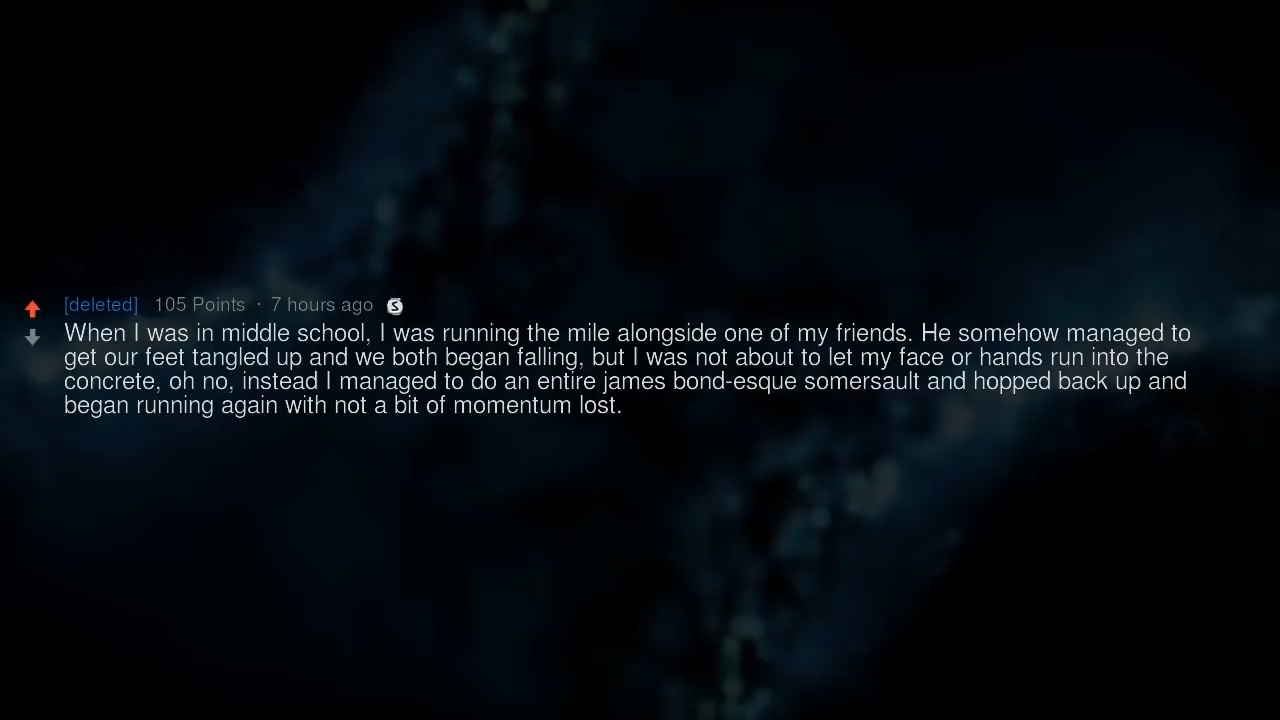 [deleted] 105 Points · 7 hours ago
When I was in middle school, I was running the mile alongside one of my friends. He somehow managed to
get our feet tangled up and we both began falling, but I was not about to let my face or hands run into the
concrete, oh no, instead I managed to do an entire james bond-esque somersault and hopped back up and
began running again with not a bit of momentum lost.